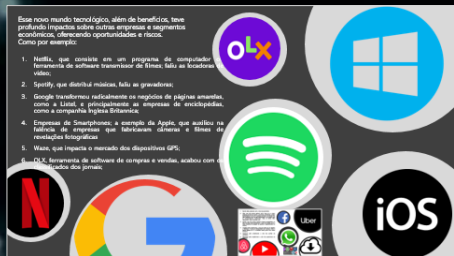 Esse novo mundo tecnológico, além de benefícios, teve
profundo impactos sobre outras empresas e segmentos
econômicos, oferecendo oportunidades e riscos.
Como por exemplo:
1. Netflix, que consiste em um programa de computador
ferramenta de software transmissor de filmes, faliu as locadoras
vídeo;
2. Spotify, que distribui músicas, faliu as gravadoras;
3. Google transformou radicalmente os negócios de páginas amarelas,
como a Listel, e principalmente as empresas de enciclopédias,
como a companhia Inglesa Britannica;
4. Empresas de Smartphones; a exemplo da Apple, que auxiliou na
falência de empresas que fabricavam câmeras e filmes de
revelações fotográficas
5. Waze, que impacta o mercado dos dispositivos GPS;
6. OLX, ferramenta de software de compras e vendas, acabou com os
classificados dos jornais;
OLX
iOS
Uber